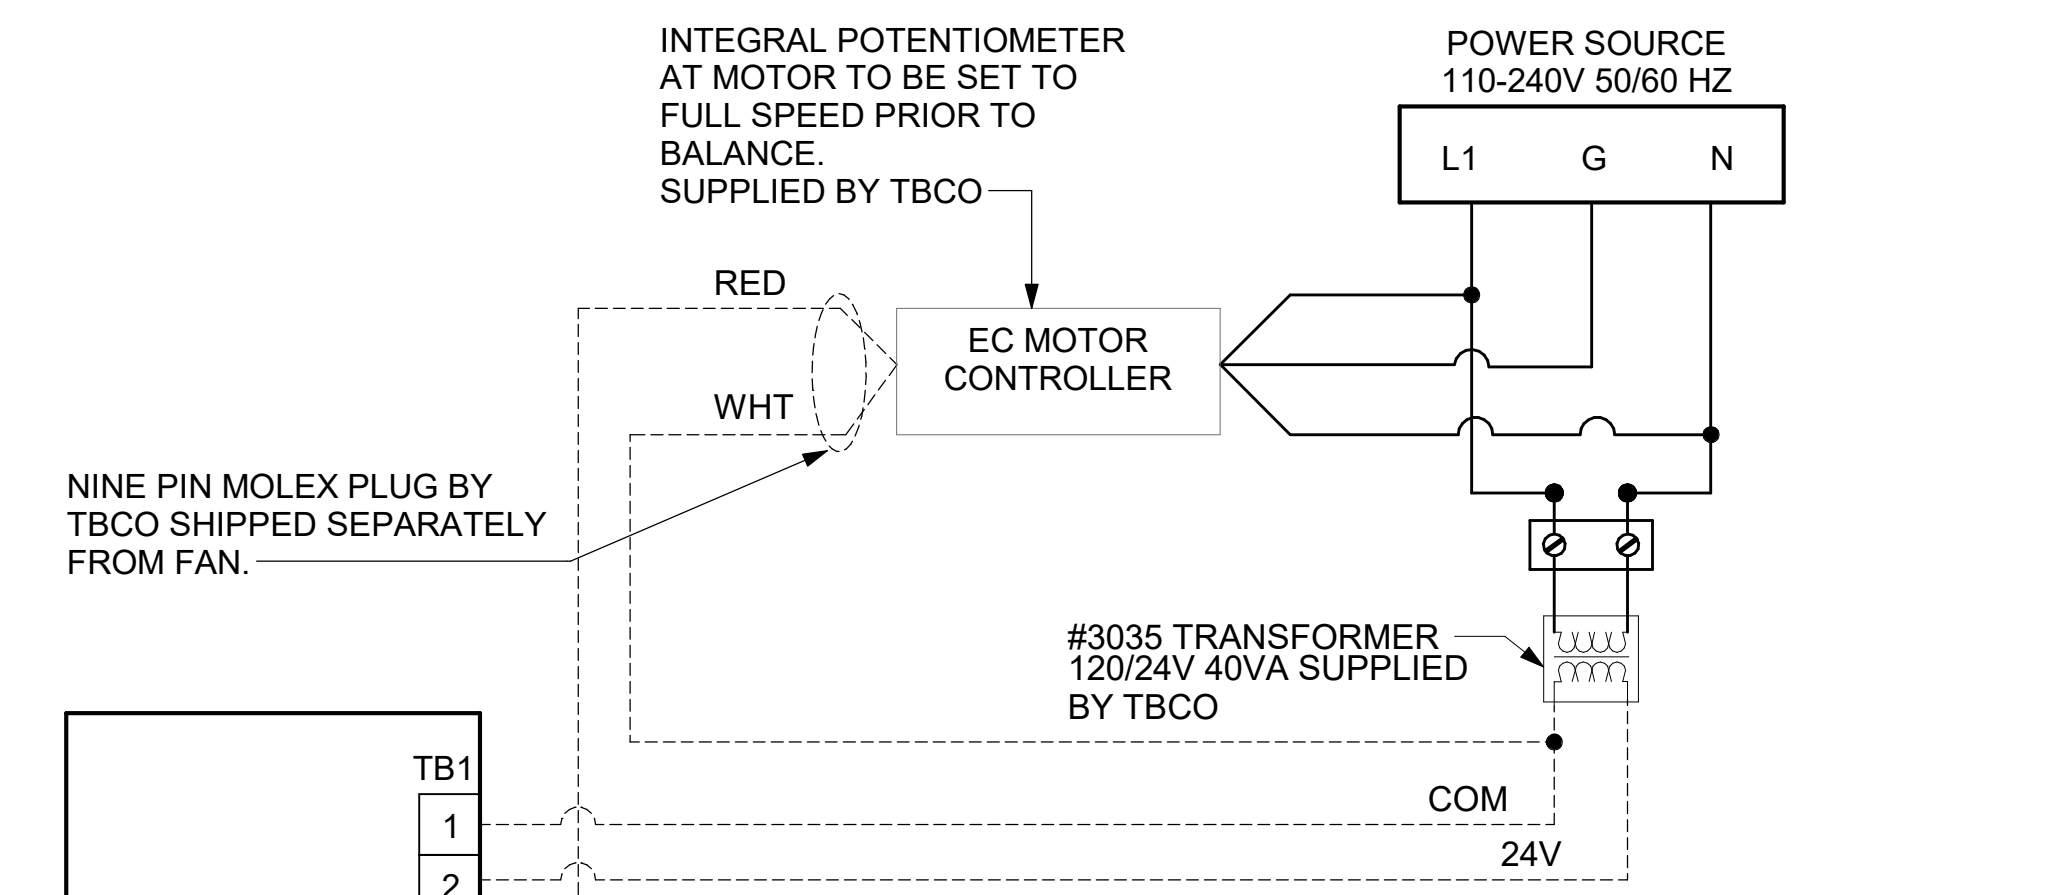 INTEGRAL POTENTIOMETER
AT MOTOR TO BE SET TO
FULL SPEED PRIOR TO
BALANCE.
SUPPLIED BY TBCO
POWER SOURCE
110-240V 50/60 HZ
L1 G N
RED
EC MOTOR
CONTROLLER
WHT
NINE PIN MOLEX PLUG BY
TBCO SHIPPED SEPARATELY
FROM FAN.
#3035 TRANSFORMER
120/24V 40VA SUPPLIED
BY TBCO
TB1
COM
1
24V
2